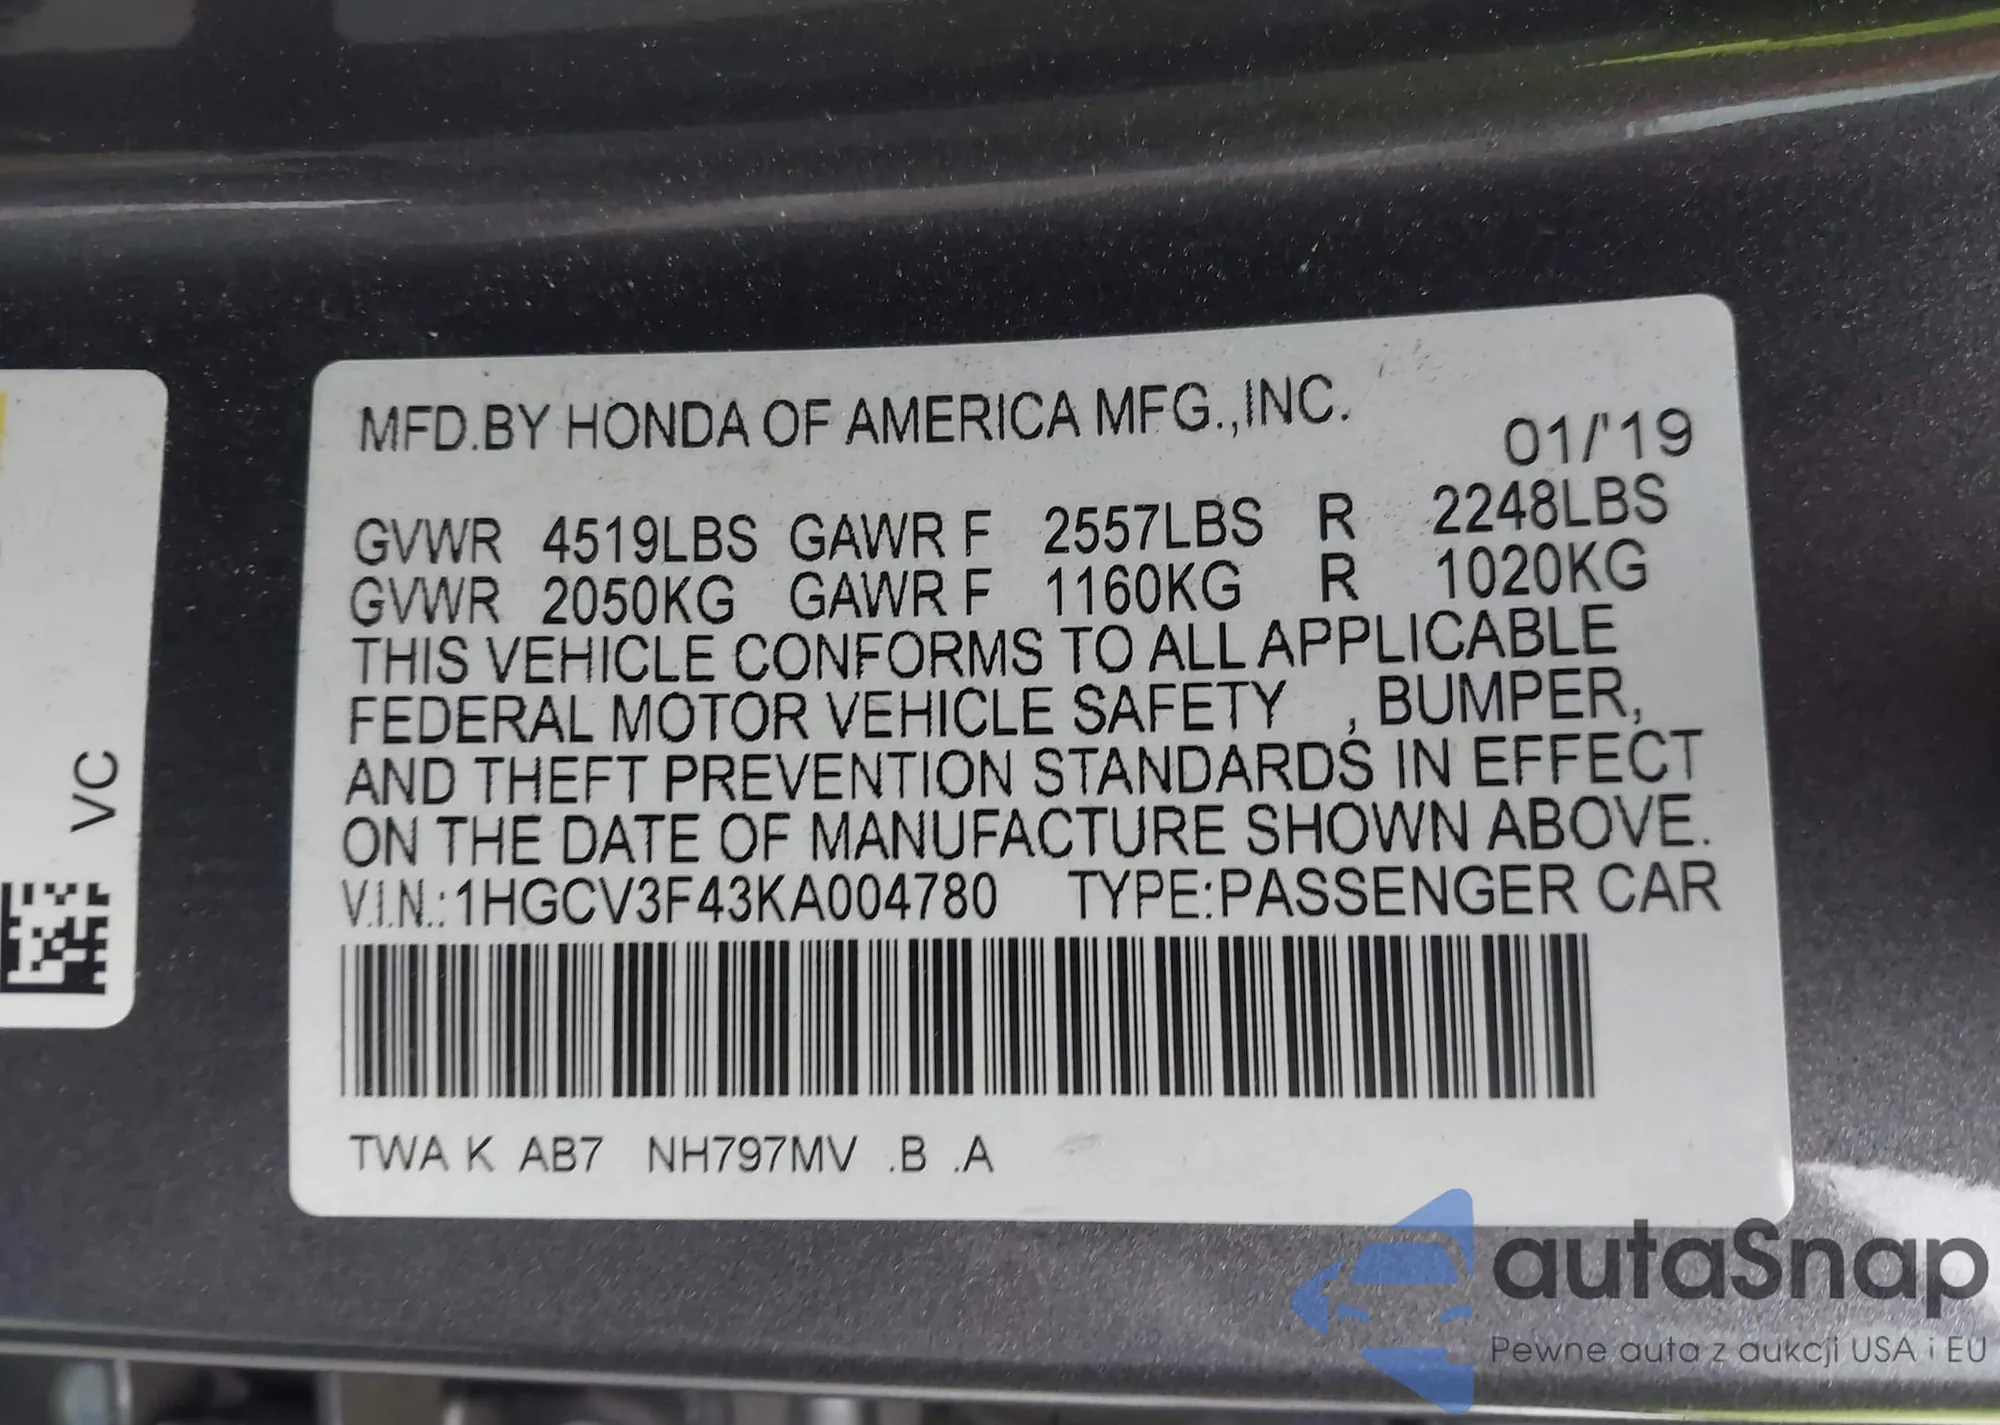 MFD.BY HONDA OF AMERICA MFG.,INC.
01/'19
GVWR 4519LBS GAWR F 2557LBS R 2248LBS
GVWR 2050KG GAWR F 1160KG R 1020KG
THIS VEHICLE CONFORMS TO ALL APPLICABLE
FEDERAL MOTOR VEHICLE SAFETY , BUMPER,
AND THEFT PREVENTION STANDARDS IN EFFECT
ON THE DATE OF MANUFACTURE SHOWN ABOVE.
V.I.N.:1HGCV3F43KA004780 TYPE:PASSENGER CAR
TWA K AB7 NH797MV .B .A
VC
autaSnap
Pewne auta z aukcji USA i EU